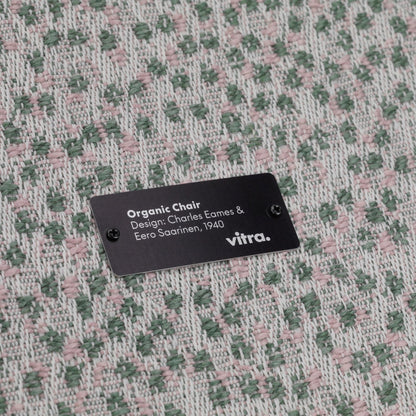 Organic Chair
Design: Charles Eames &
Eero Saarinen, 1940
vitra.